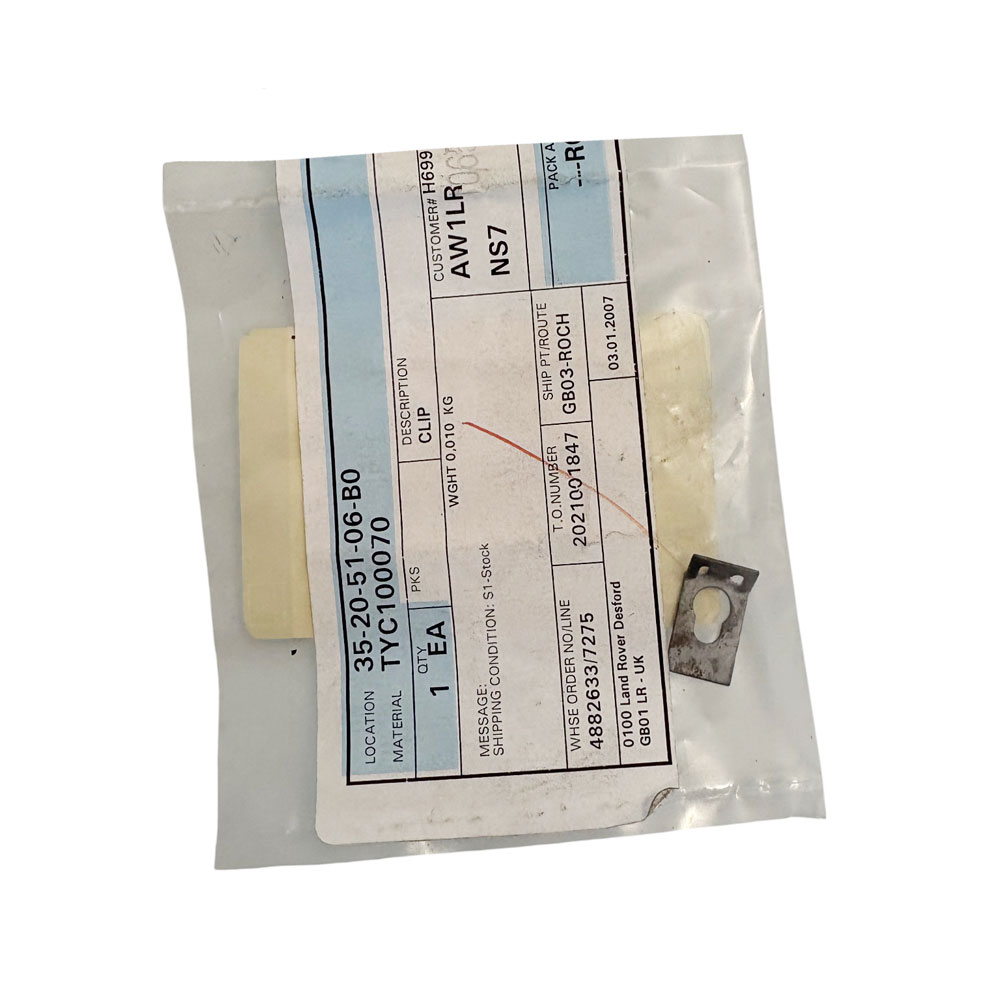 LOCATION 35-20-51-06-B0
MATERIAL TYC100070
QTY PKS DESCRIPTION CUSTOMER# H699
1 EA CLIP AW1LR
WGHT 0,010 KG NS7
MESSAGE:
SHIPPING CONDITION: S1-Stock
WHSE ORDER NO/LINE T.O.NUMBER SHIP PT/ROUTE PACK A
4882633/7275 2021001847 GB03-ROCH
0100 Land Rover Desford 03.01.2007
GB01 LR - UK